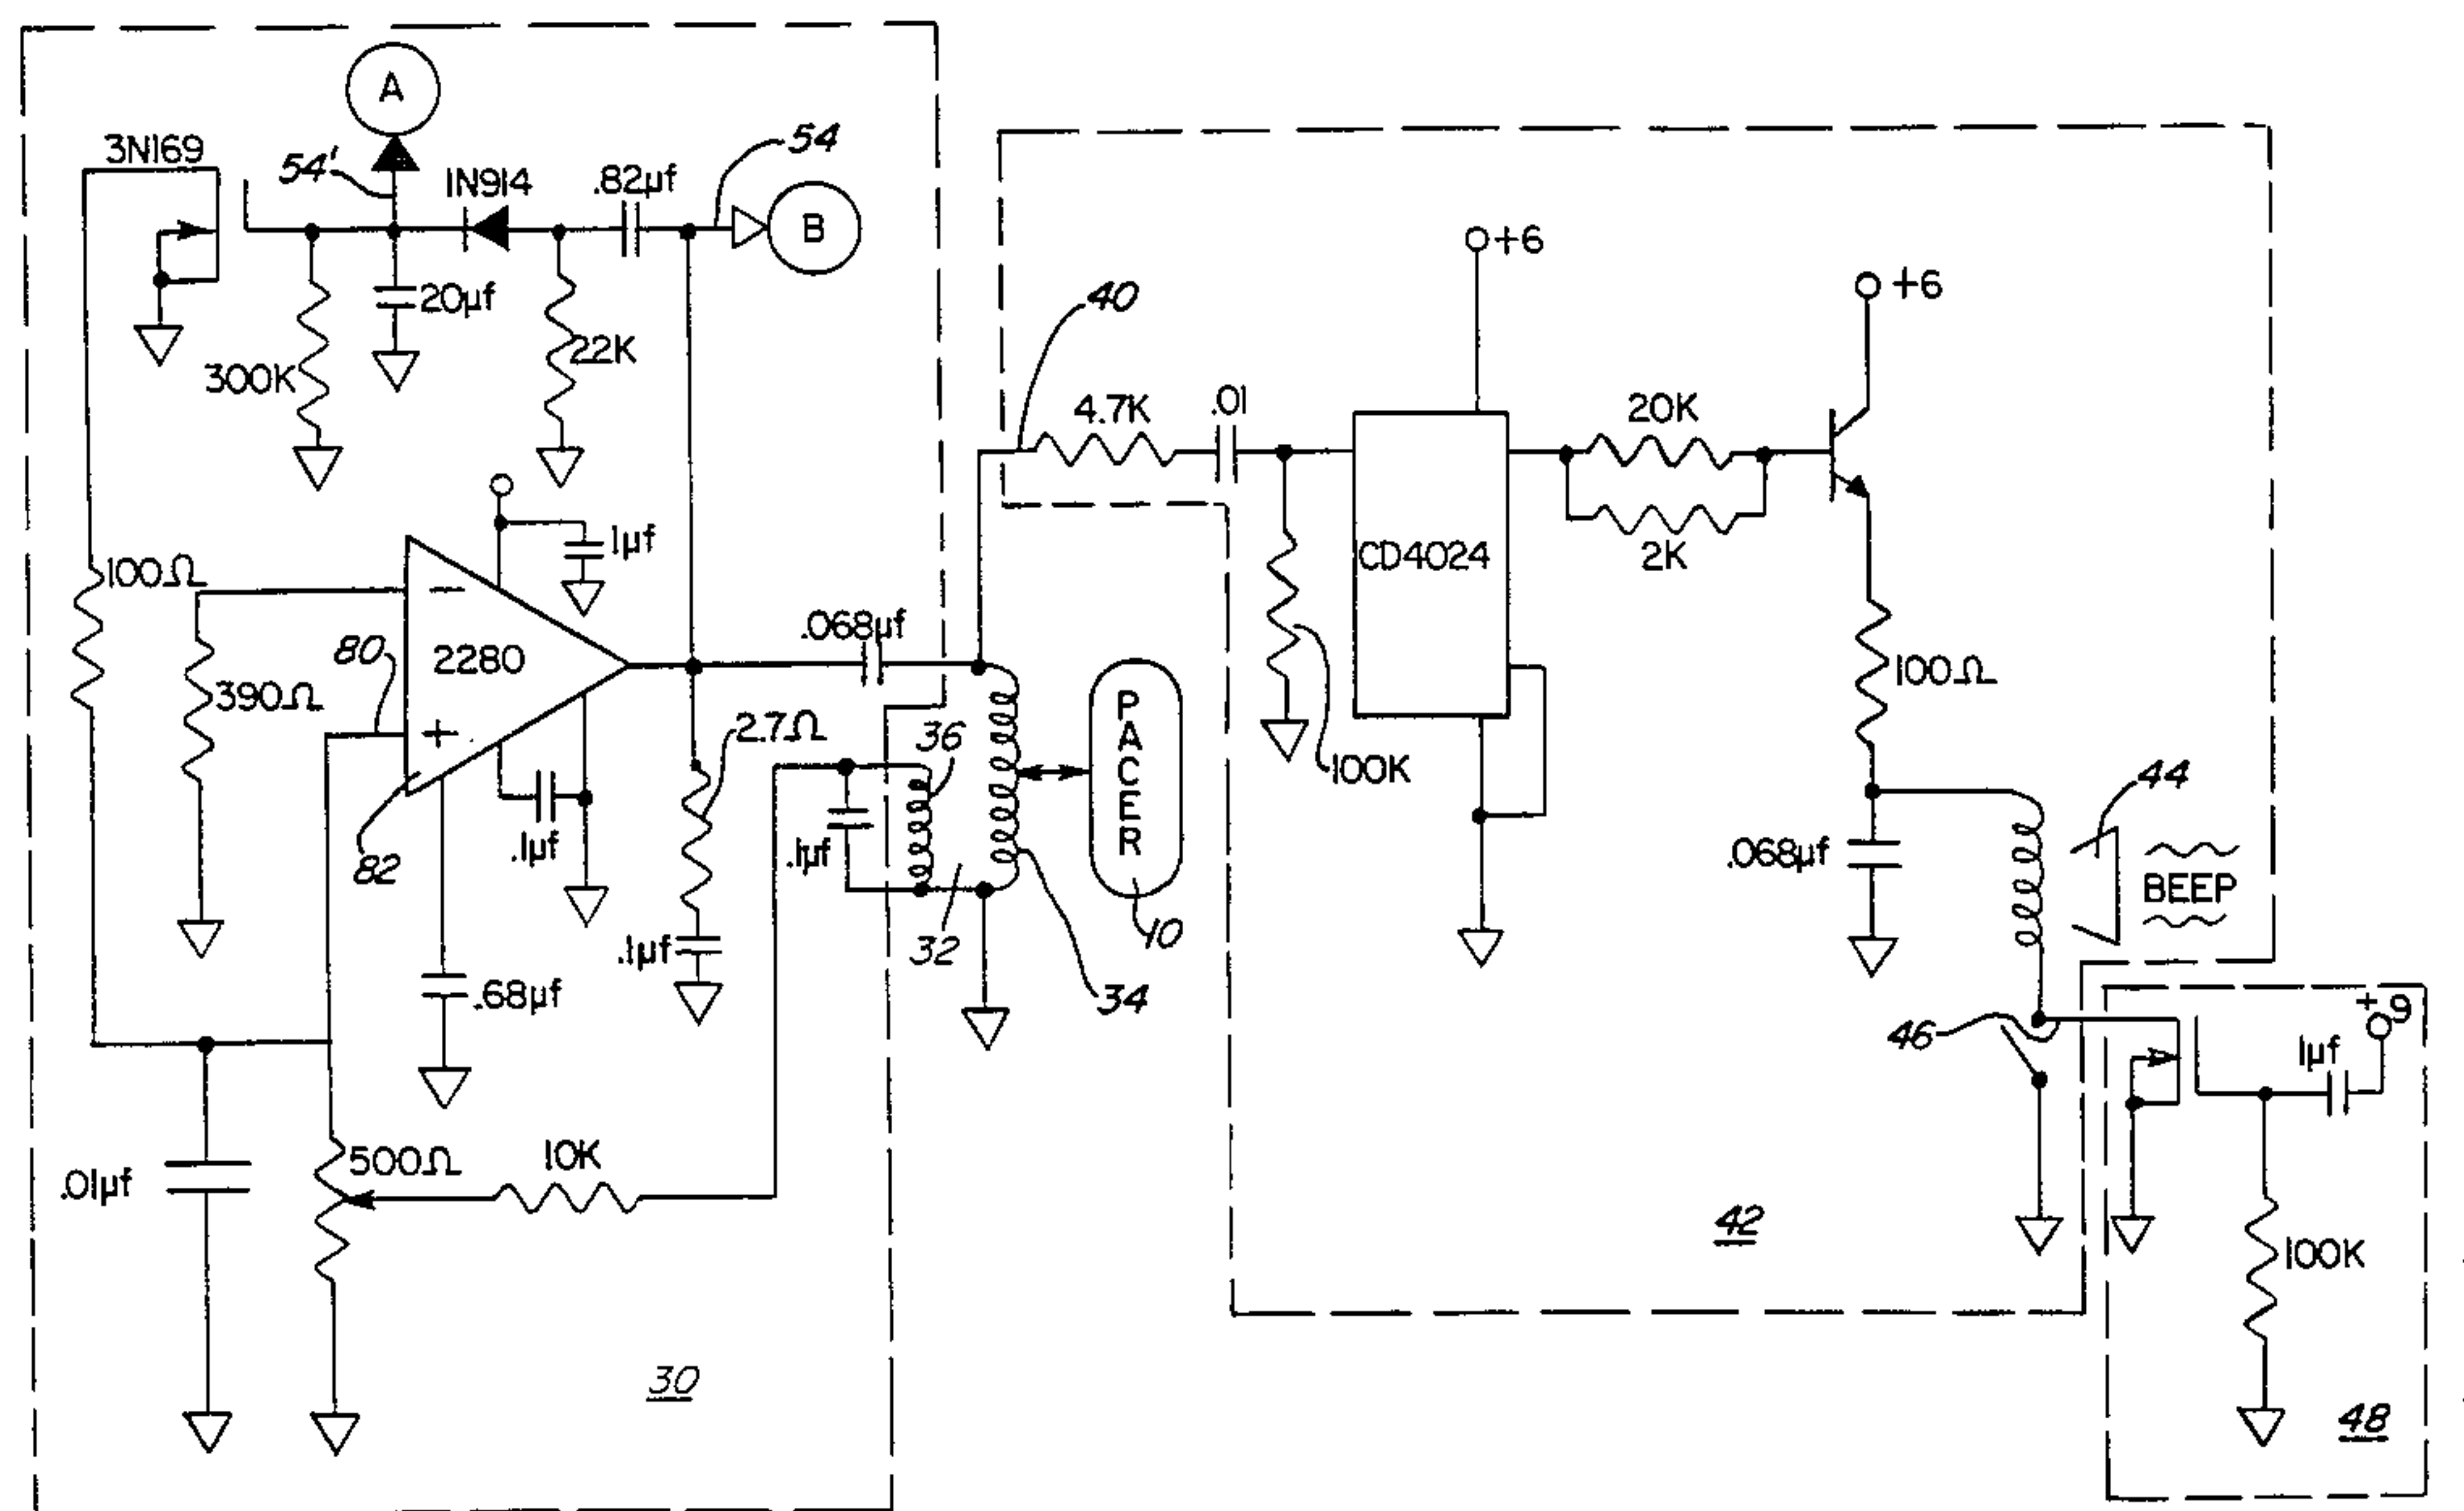 A
3N169
54'
1N914
.82µf
54
B
20µf
300K
22K
+6
+6
40
4.7K
.01
20K
2K
CD4024
1µf
100Ω
−
2280
80
+
390Ω
82
.1µf
.68µf
.068µf
2.7Ω
36
.1µf
.1µf
32
34
PACER
10
100K
100Ω
44
.068µf
BEEP
46
+9
1µf
.01µf
500Ω
10K
42
100K
30
48